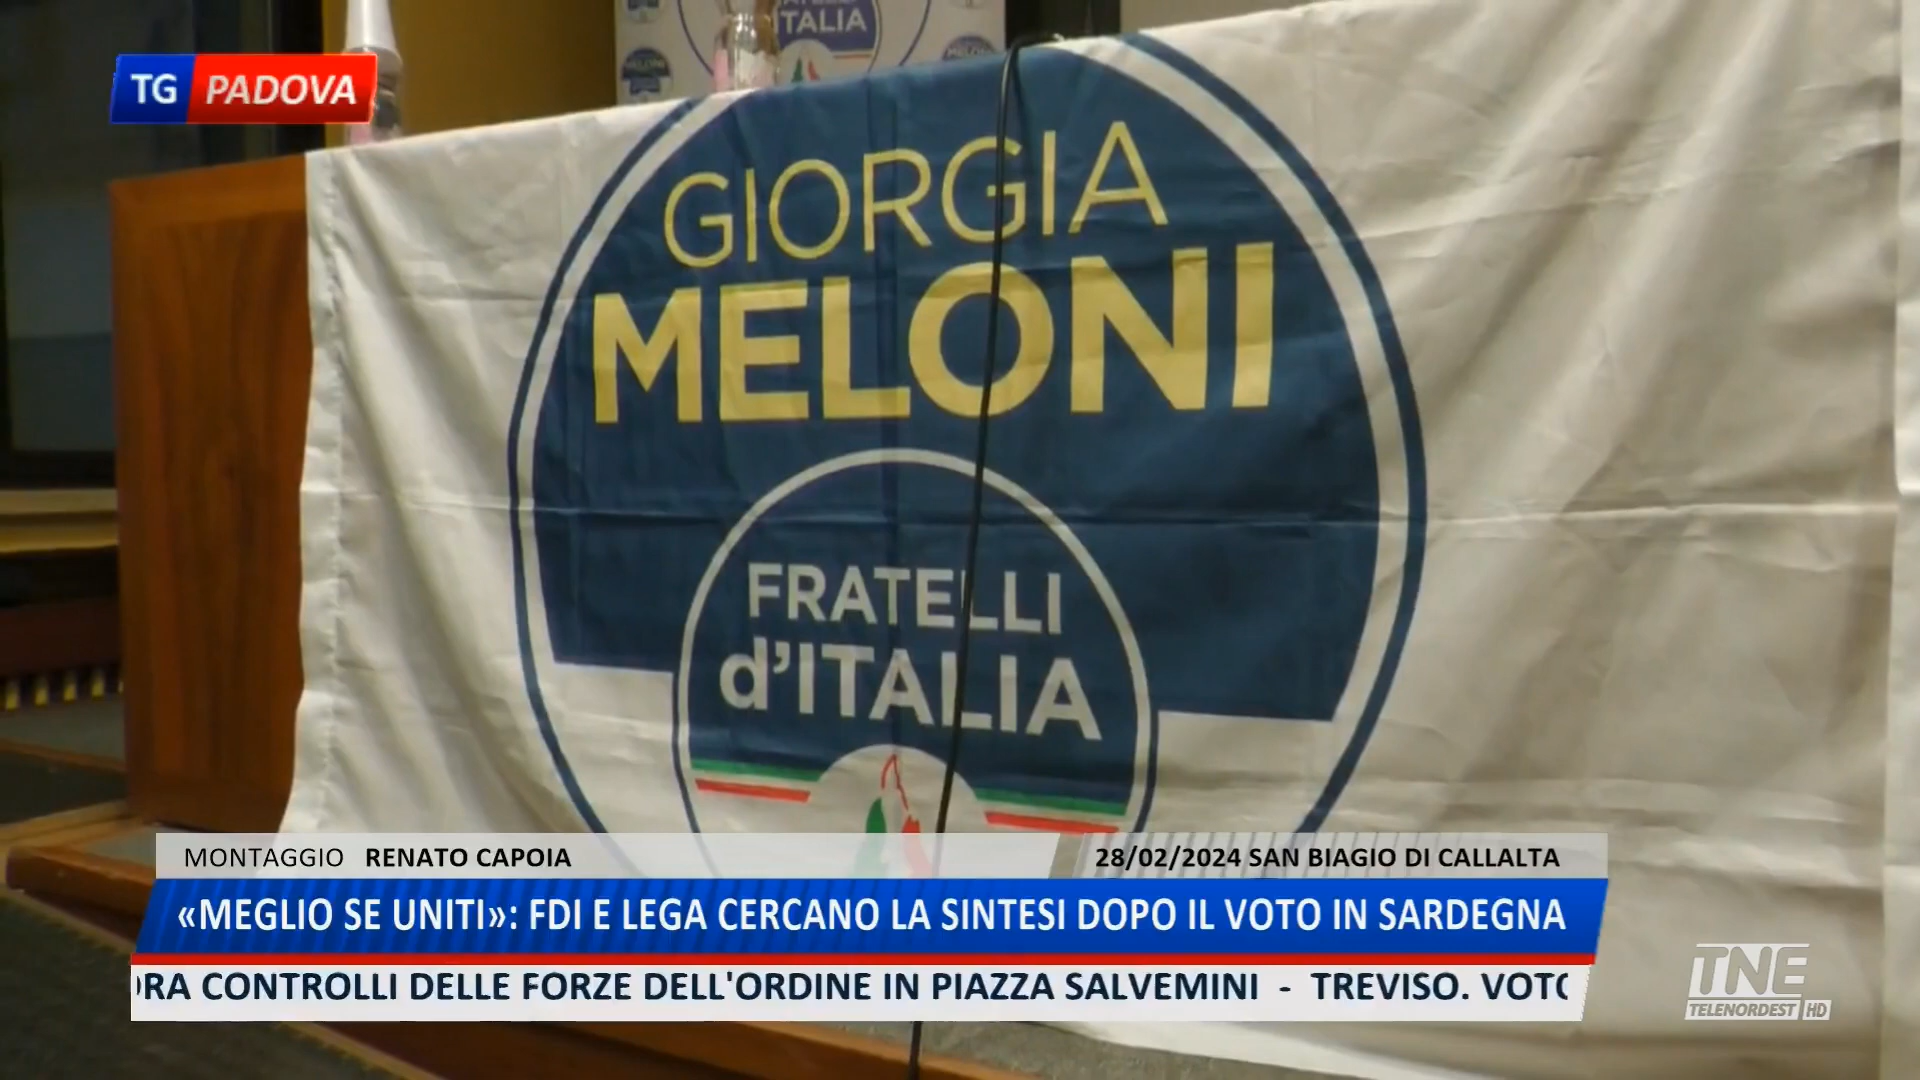 ITALIA
MELONI
TG PADOVA
GIORGIA
MELONI
FRATELLI
d'ITALIA
MONTAGGIO RENATO CAPOIA
28/02/2024 SAN BIAGIO DI CALLALTA
«MEGLIO SE UNITI»: FDI E LEGA CERCANO LA SINTESI DOPO IL VOTO IN SARDEGNA
CONTROLLI DELLE FORZE DELL'ORDINE IN PIAZZA SALVEMINI - TREVISO.
TNE
TELENORDEST HD